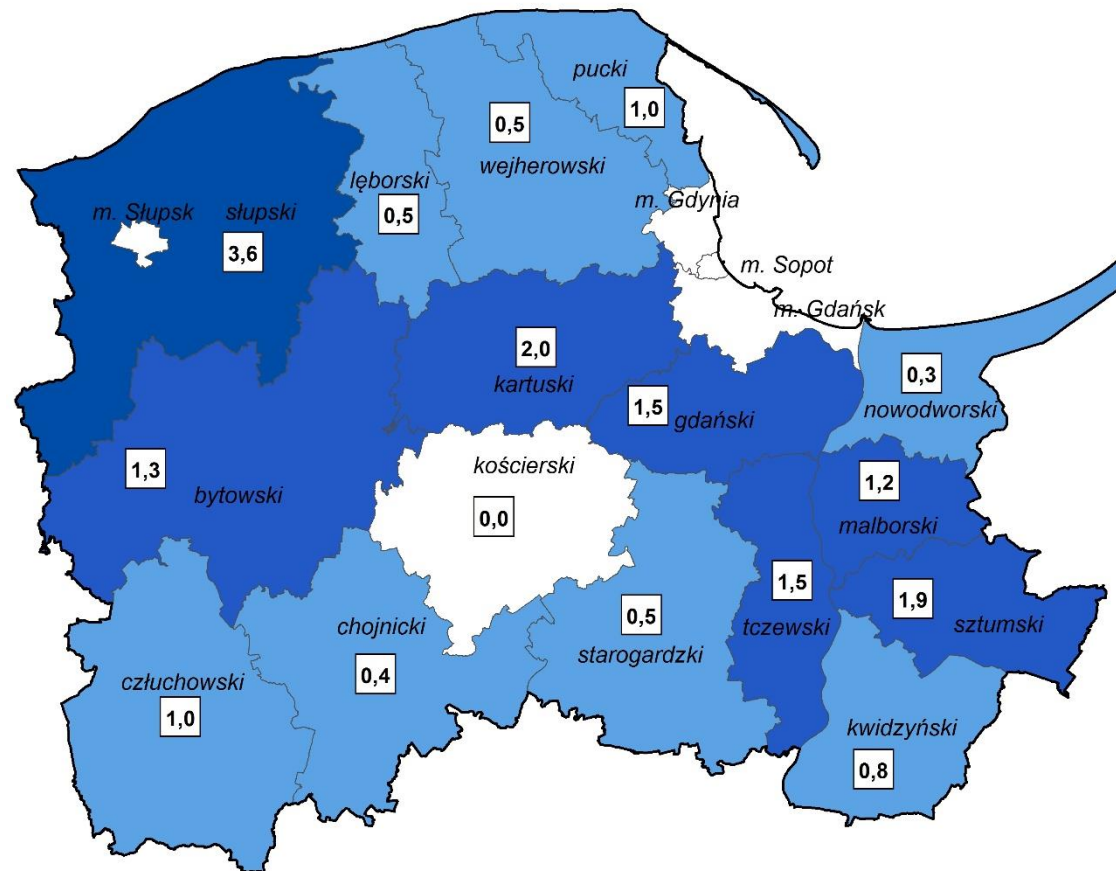 pucki
1,0
0,5
wejherowski
lęborski
0,5
m. Słupsk
słupski
3,6
m. Gdynia
m. Sopot
m. Gdańsk
2,0
kartuski
0,3
nowodworski
1,5
gdański
1,3
bytowski
kościerski
0,0
1,2
malborski
1,5
tczewski
1,9
sztumski
chojnicki
0,4
0,5
starogardzki
człuchowski
1,0
kwidzyński
0,8